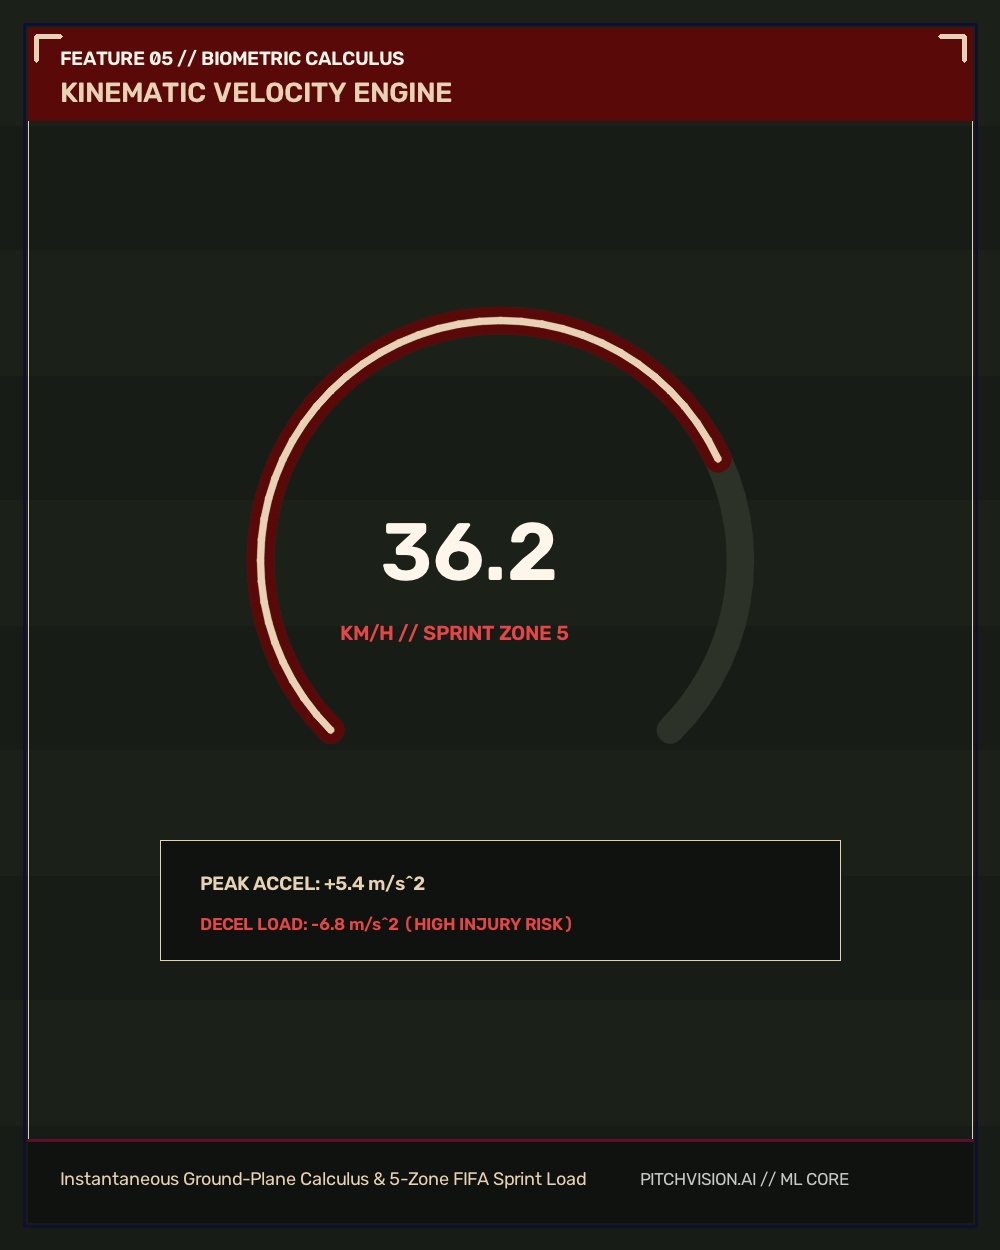 FEATURE 05 // BIOMETRIC CALCULUS
KINEMATIC VELOCITY ENGINE
36.2
KM/H // SPRINT ZONE 5
PEAK ACCEL: +5.4 m/s^2
DECEL LOAD: -6.8 m/s^2 (HIGH INJURY RISK)
Instantaneous Ground-Plane Calculus & 5-Zone FIFA Sprint Load
PITCHVISION.AI // ML CORE